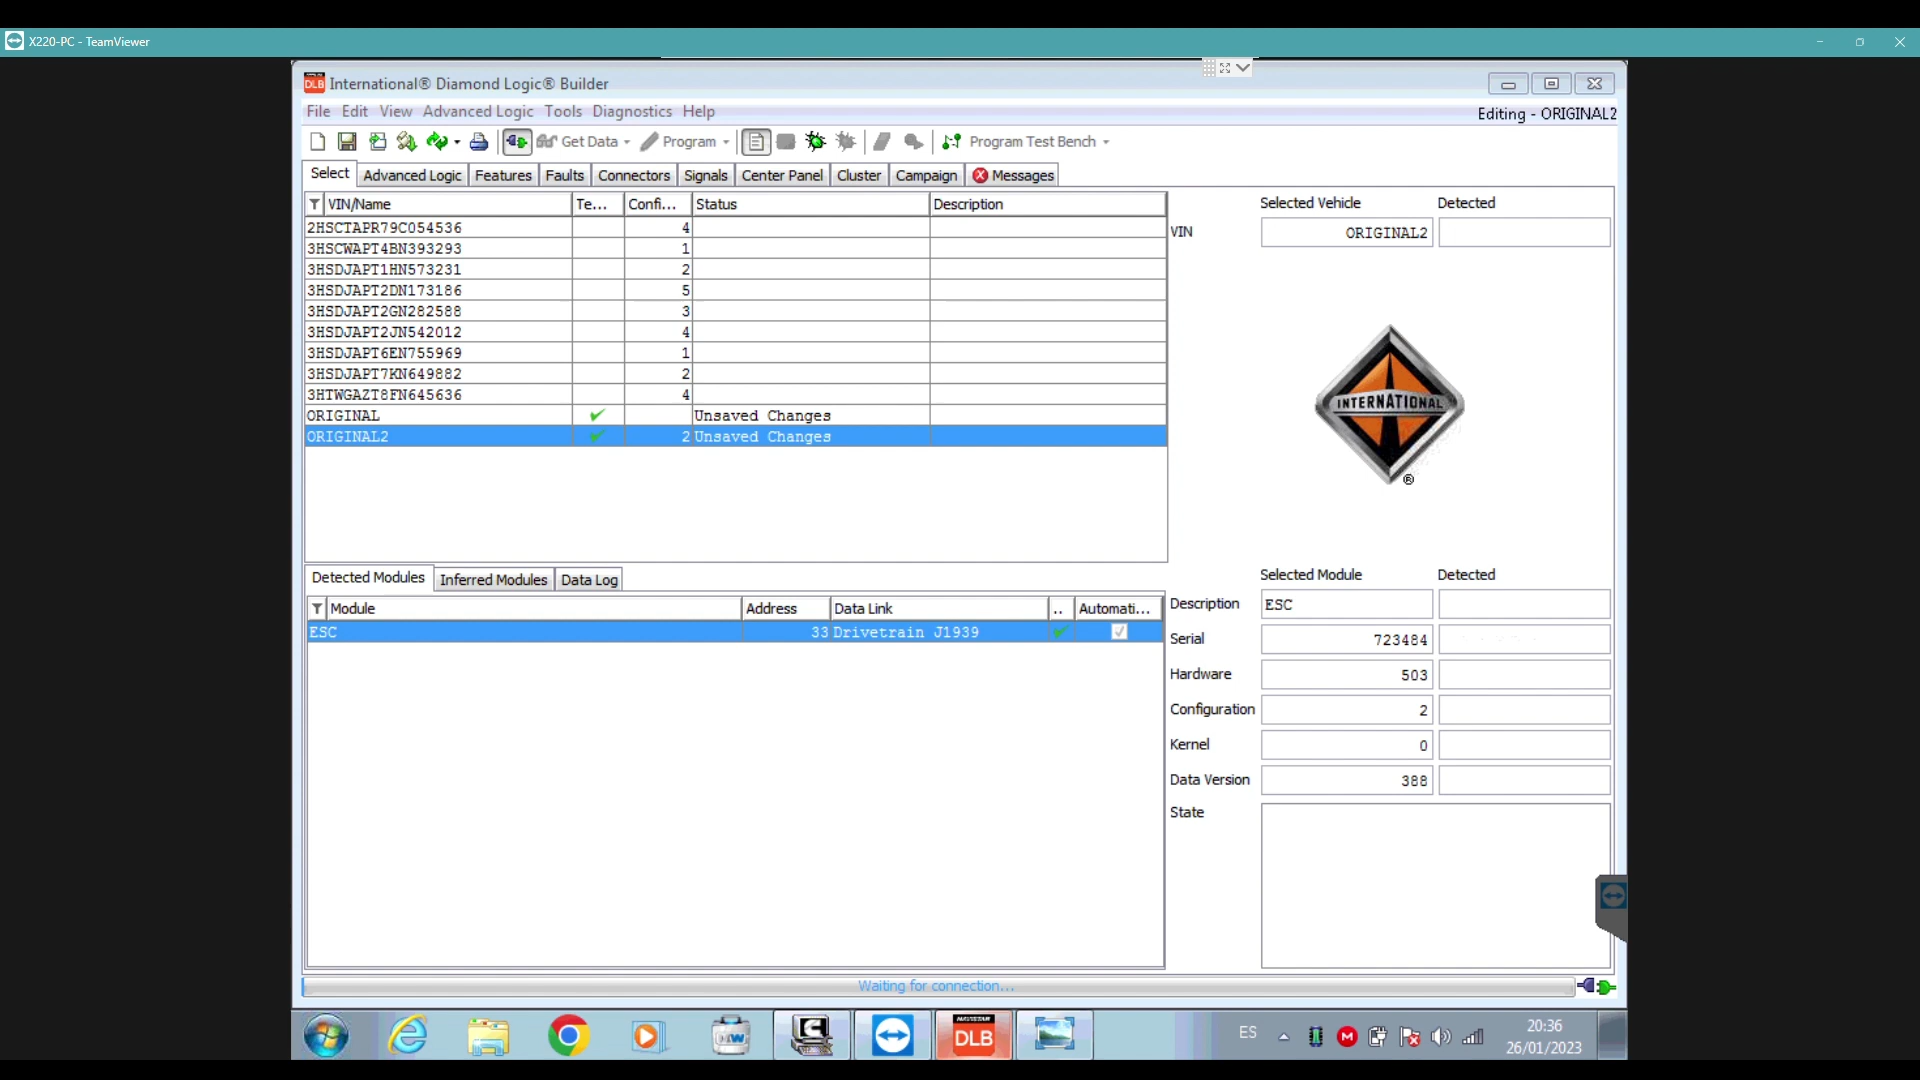 X220-PC - TeamViewer
DLB International® Diamond Logic® Builder
File Edit View Advanced Logic Tools Diagnostics Help
Editing - ORIGINAL2
Get Data Program Program Test Bench
Select Advanced Logic Features Faults Connectors Signals Center Panel Cluster Campaign Messages
VIN/Name Te... Confi... Status Description
2HSCTAPR79C054536 4
3HSCWAPT4BN393293 1
3HSDJAPT1HN573231 2
3HSDJAPT2DN173186 5
3HSDJAPT2GN282588 3
3HSDJAPT2JN542012 4
3HSDJAPT6EN755969 1
3HSDJAPT7KN649882 2
3HTWGAZT8FN645636 4
ORIGINAL Unsaved Changes
ORIGINAL2 2 Unsaved Changes
Selected Vehicle Detected
VIN ORIGINAL2
INTERNATIONAL
®
Detected Modules Inferred Modules Data Log
Module Address Data Link .. Automati...
ESC 33 Drivetrain J1939
Selected Module Detected
Description ESC
Serial 723484
Hardware 503
Configuration 2
Kernel 0
Data Version 388
State
Waiting for connection...
NAVISTAR
DLB
ES
20:36
26/01/2023